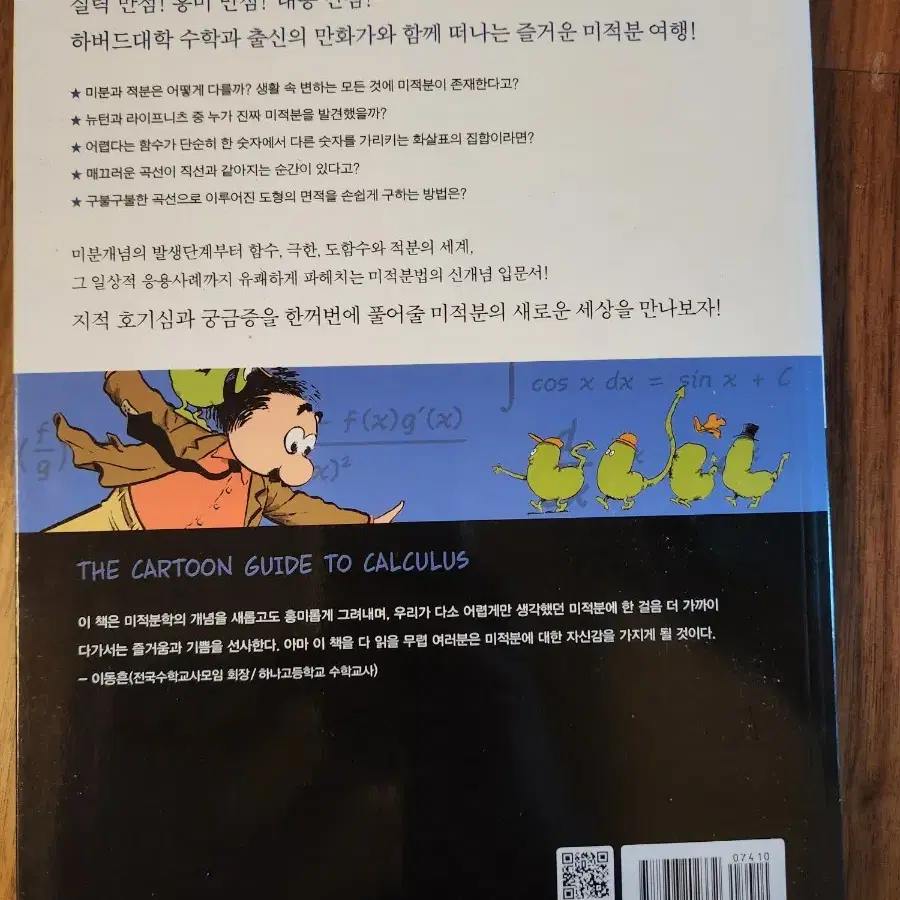 실력 만점! 흥미 만점! 내용 만점!
하버드대학 수학과 출신의 만화가와 함께 떠나는 즐거운 미적분 여행!
★ 미분과 적분은 어떻게 다를까? 생활 속 변하는 모든 것에 미적분이 존재한다고?
★ 뉴턴과 라이프니츠 중 누가 진짜 미적분을 발견했을까?
★ 어렵다는 함수가 단순히 한 숫자에서 다른 숫자를 가리키는 화살표의 집합이라면?
★ 매끄러운 곡선이 직선과 같아지는 순간이 있다고?
★ 구불구불한 곡선으로 이루어진 도형의 면적을 손쉽게 구하는 방법은?
미분개념의 발생단계부터 함수, 극한, 도함수와 적분의 세계,
그 일상적 응용사례까지 유쾌하게 파헤치는 미적분법의 신개념 입문서!
지적 호기심과 궁금증을 한꺼번에 풀어줄 미적분의 새로운 세상을 만나보자!
∫ cos x dx = sin x + C
(f/g) - f(x)g′(x)
x)²
THE CARTOON GUIDE TO CALCULUS
이 책은 미적분학의 개념을 새롭고도 흥미롭게 그려내며, 우리가 다소 어렵게만 생각했던 미적분에 한 걸음 더 가까이
다가서는 즐거움과 기쁨을 선사한다. 아마 이 책을 다 읽을 무렵 여러분은 미적분에 대한 자신감을 가지게 될 것이다.
– 이동흔(전국수학교사모임 회장/하나고등학교 수학교사)
07410